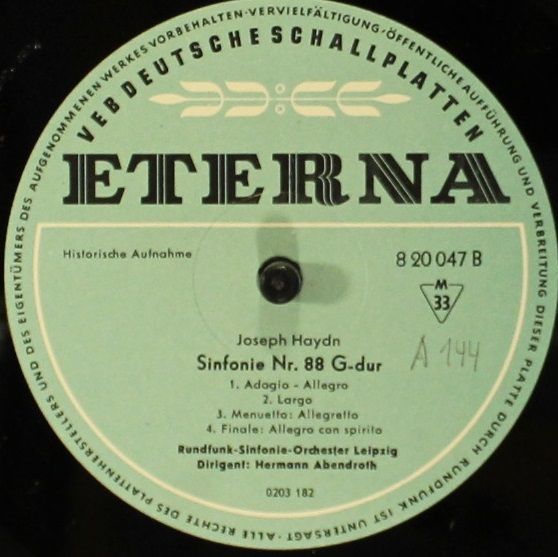 ALLE RECHTE DES PLATTENHERSTELLERS UND DES EIGENTÜMERS DES AUFGENOMMENEN WERKES VORBEHALTEN · VERVIELFÄLTIGUNG · ÖFFENTLICHE AUFFÜHRUNG UND VERBREITUNG DIESER PLATTE DURCH RUNDFUNK IST UNTERSAGT ·
VEB DEUTSCHE SCHALLPLATTEN
ETERNA
Historische Aufnahme
8 20 047 B
M
33
Joseph Haydn
Sinfonie Nr. 88 G-dur
A 144
1. Adagio - Allegro
2. Largo
3. Menuetto: Allegretto
4. Finale: Allegro con spirito
Rundfunk-Sinfonie-Orchester Leipzig
Dirigent: Hermann Abendroth
0203 182